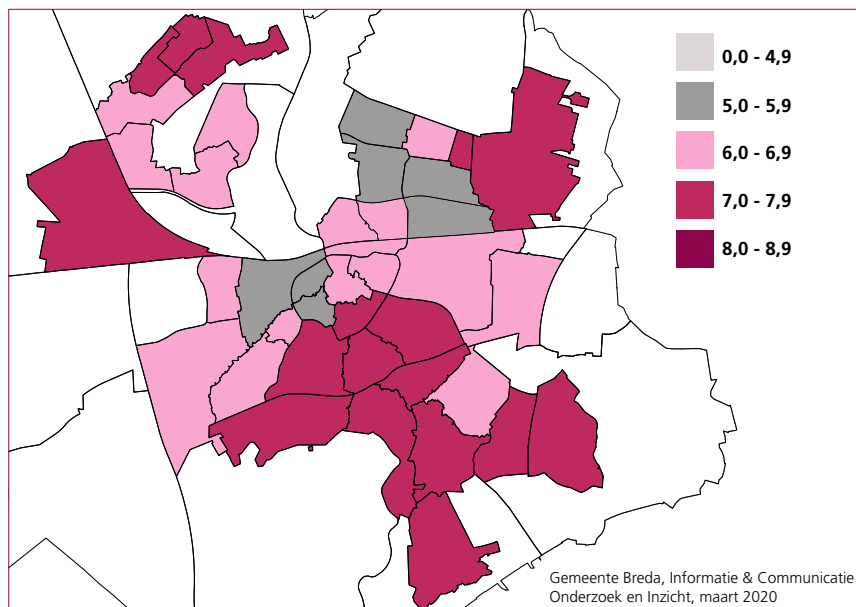 0,0 - 4,9
5,0 - 5,9
6,0 - 6,9
7,0 - 7,9
8,0 - 8,9
Gemeente Breda, Informatie & Communicatie
Onderzoek en Inzicht, maart 2020